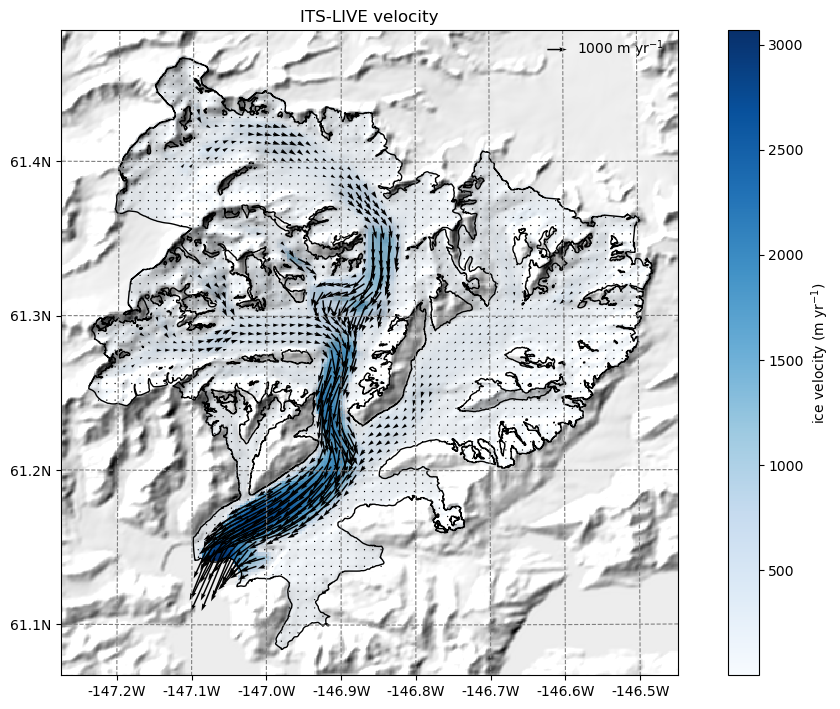 ITS-LIVE velocity
1000 m yr⁻¹
61.4N
61.3N
61.2N
61.1N
-147.2W -147.1W -147.0W -146.9W -146.8W -146.7W -146.6W -146.5W
3000
2500
2000
1500
1000
500
ice velocity (m yr⁻¹)